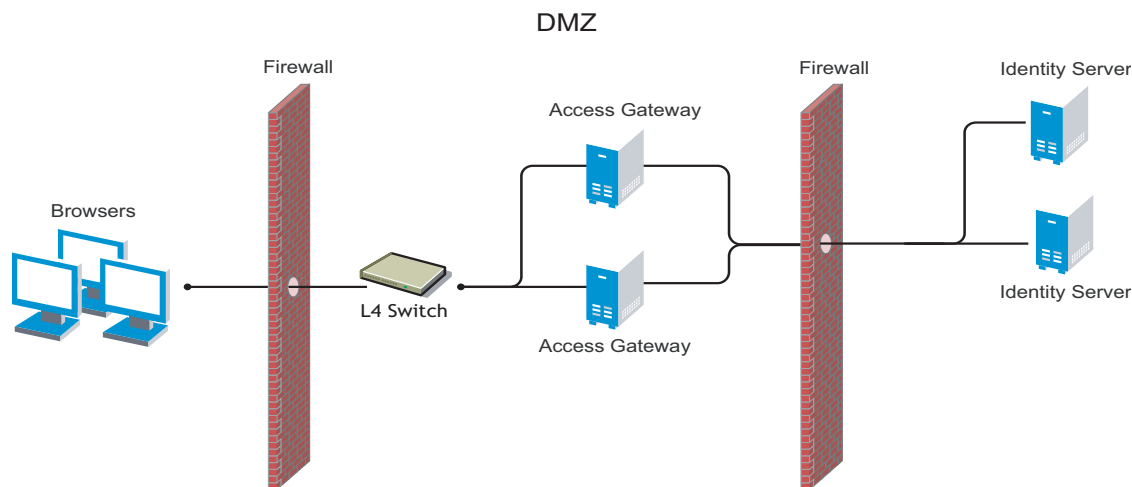 DMZ
Firewall
Firewall
Identity Server
Access Gateway
Browsers
Identity Server
L4 Switch
Access Gateway